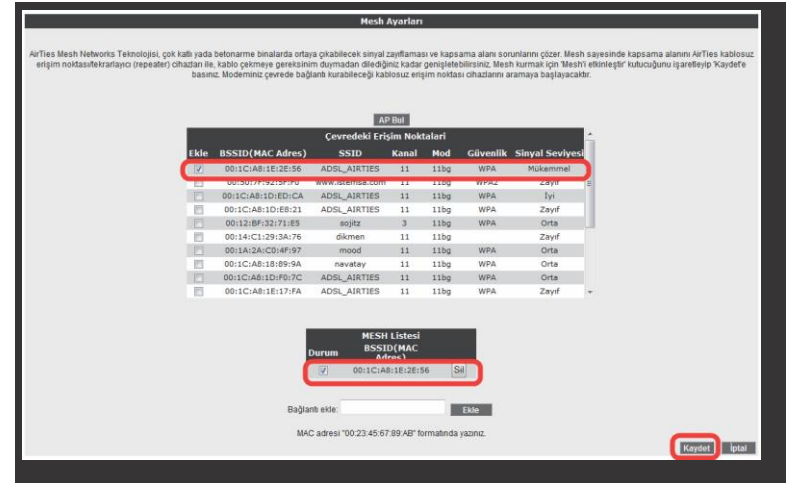 Mesh Ayarları
AirTies Mesh Networks Teknolojisi, çok katlı yada betonarme binalarda ortaya çıkabilecek sinyal zayıflaması ve kapsama alanı sorunlarını çözer. Mesh sayesinde kapsama alanını AirTies kablosuz
erişim noktası/tekrarlayıcı (repeater) cihazları ile, kablo çekmeye gereksinim duymadan dilediğiniz kadar genişletebilirsiniz. Mesh kurmak için 'Mesh'i etkinleştir' kutucuğunu işaretleyip 'Kaydet'e
basınız. Modeminiz çevrede bağlantı kurabileceği kablosuz erişim noktası cihazlarını aramaya başlayacaktır.
AP Bul
Çevredeki Erişim Noktalari
Ekle BSSID(MAC Adres) SSID Kanal Mod Güvenlik Sinyal Seviyesi
00:1C:A8:1E:2E:56 ADSL_AIRTIES 11 11bg WPA Mükemmel
00:50:7F:92:5F:F0 www.istemsa.com 11 11bg WPA2 Zayıf
00:1C:A8:1D:ED:CA ADSL_AIRTIES 11 11bg WPA İyi
00:1C:A8:1D:E8:21 ADSL_AIRTIES 11 11bg WPA Zayıf
00:12:BF:32:71:E5 sojitz 3 11bg WPA Orta
00:14:C1:29:3A:76 dikmen 11 11bg Zayıf
00:1A:2A:C0:4F:97 mood 11 11bg WPA Orta
00:1C:A8:18:89:9A navatay 11 11bg WPA Orta
00:1C:A8:1D:F0:7C ADSL_AIRTIES 11 11bg WPA Orta
00:1C:A8:1E:17:FA ADSL_AIRTIES 11 11bg WPA Zayıf
MESH Listesi
Durum BSSID(MAC Adres)
00:1C:A8:1E:2E:56 Sil
Bağlantı ekle: Ekle
MAC adresi "00:23:45:67:89:AB" formatında yazınız.
Kaydet İptal